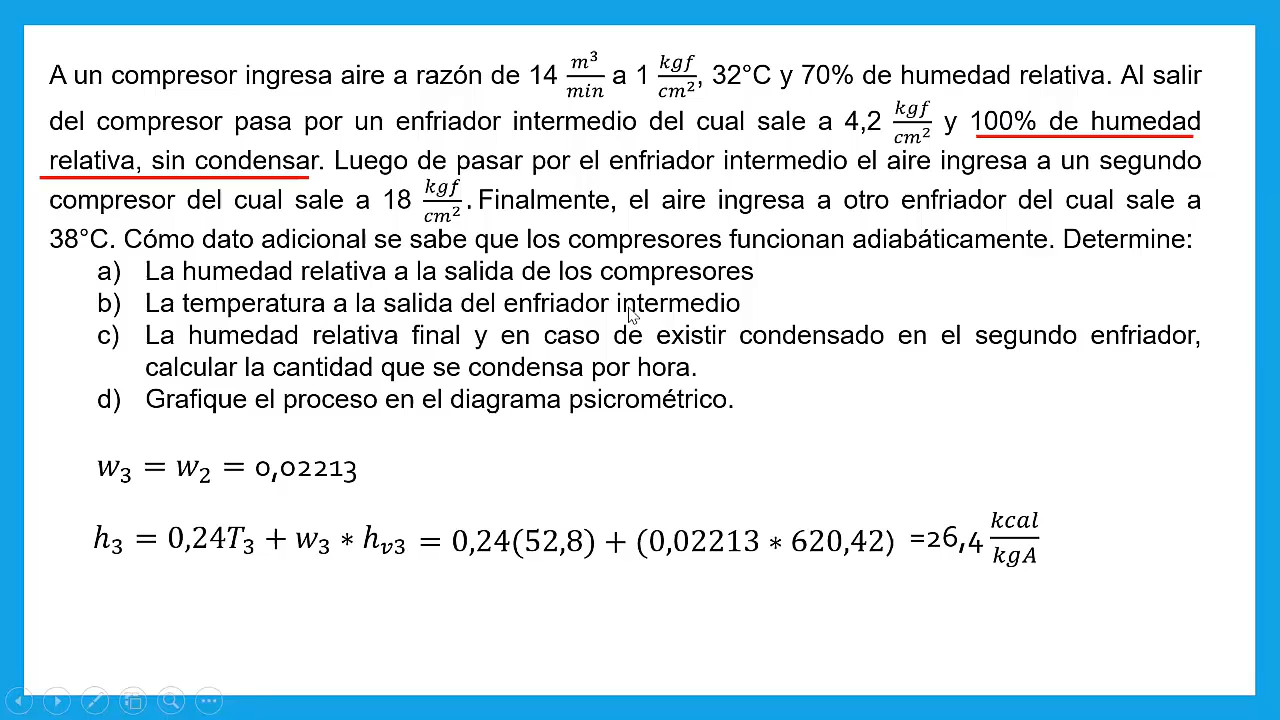 A un compresor ingresa aire a razón de 14 m³/min a 1 kgf/cm², 32°C y 70% de humedad relativa. Al salir
del compresor pasa por un enfriador intermedio del cual sale a 4,2 kgf/cm² y 100% de humedad
relativa, sin condensar. Luego de pasar por el enfriador intermedio el aire ingresa a un segundo
compresor del cual sale a 18 kgf/cm². Finalmente, el aire ingresa a otro enfriador del cual sale a
38°C. Cómo dato adicional se sabe que los compresores funcionan adiabáticamente. Determine:
a) La humedad relativa a la salida de los compresores
b) La temperatura a la salida del enfriador intermedio
c) La humedad relativa final y en caso de existir condensado en el segundo enfriador,
calcular la cantidad que se condensa por hora.
d) Grafique el proceso en el diagrama psicrométrico.
w₃ = w₂ = 0,02213
h₃ = 0,24T₃ + w₃ * hᵥ₃ = 0,24(52,8) + (0,02213 * 620,42) =26,4 kcal/kgA